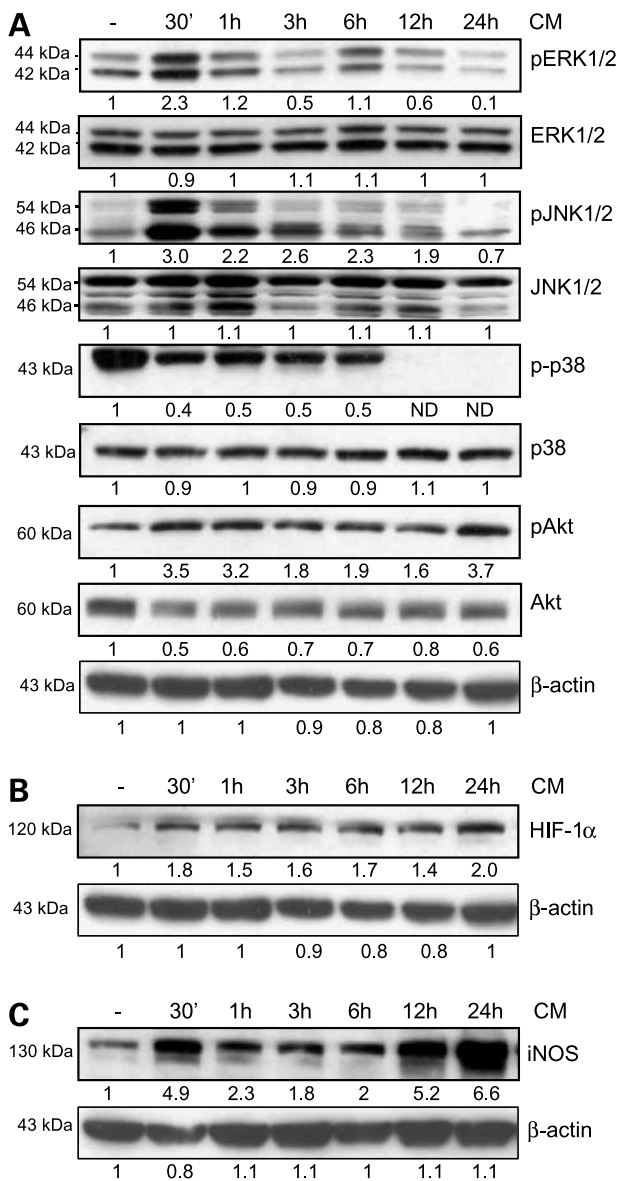 A - 30' 1h 3h 6h 12h 24h CM
44 kDa
42 kDa
pERK1/2
1 2.3 1.2 0.5 1.1 0.6 0.1
44 kDa
42 kDa
ERK1/2
1 0.9 1 1.1 1.1 1 1
54 kDa
46 kDa
pJNK1/2
1 3.0 2.2 2.6 2.3 1.9 0.7
54 kDa
46 kDa
JNK1/2
1 1 1.1 1 1.1 1.1 1
43 kDa p-p38
1 0.4 0.5 0.5 0.5 ND ND
43 kDa p38
1 0.9 1 0.9 0.9 1.1 1
60 kDa pAkt
1 3.5 3.2 1.8 1.9 1.6 3.7
60 kDa Akt
1 0.5 0.6 0.7 0.7 0.8 0.6
43 kDa β-actin
1 1 1 0.9 0.8 0.8 1
B - 30' 1h 3h 6h 12h 24h CM
120 kDa HIF-1α
1 1.8 1.5 1.6 1.7 1.4 2.0
43 kDa β-actin
1 1 1 0.9 0.8 0.8 1
C - 30' 1h 3h 6h 12h 24h CM
130 kDa iNOS
1 4.9 2.3 1.8 2 5.2 6.6
43 kDa β-actin
1 0.8 1.1 1.1 1 1.1 1.1